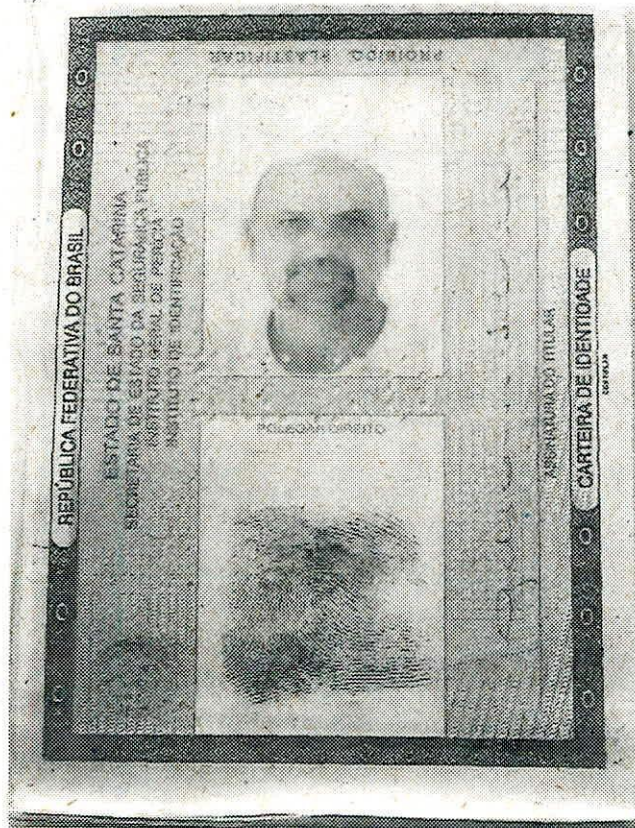 REPÚBLICA FEDERATIVA DO BRASIL
ESTADO DE SANTA CATARINA
SECRETARIA DE ESTADO DA SEGURANÇA PÚBLICA
INSTITUTO GERAL DE PERÍCIA
INSTITUTO DE IDENTIFICAÇÃO
PROIBIDO PLASTIFICAR
POLEGAR DIREITO
ASSINATURA DO TITULAR
CARTEIRA DE IDENTIDADE